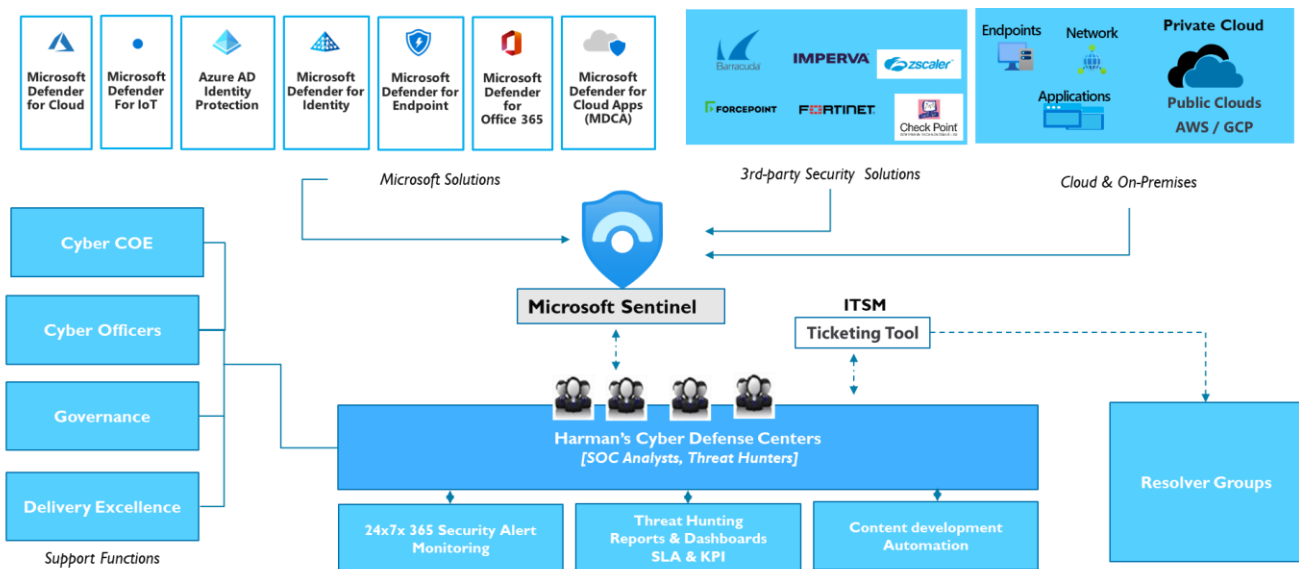 Microsoft
Defender
for Cloud
Microsoft
Defender
For IoT
Azure AD
Identity
Protection
Microsoft
Defender for
Identity
Microsoft
Defender for
Endpoint
Microsoft
Defender
for
Office 365
Microsoft
Defender for
Cloud Apps
(MDCA)
Barracuda
IMPERVA
zscaler
FORCEPOINT
FORTINET
Check Point
Endpoints
Network
Private Cloud
Applications
Public Clouds
AWS / GCP
Microsoft Solutions
3rd-party Security Solutions
Cloud & On-Premises
Cyber COE
Cyber Officers
Governance
Delivery Excellence
Support Functions
Microsoft Sentinel
ITSM
Ticketing Tool
Harman's Cyber Defense Centers
[SOC Analysts, Threat Hunters]
24x7x 365 Security Alert
Monitoring
Threat Hunting
Reports & Dashboards
SLA & KPI
Content development
Automation
Resolver Groups